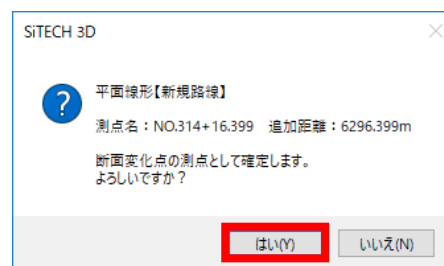 SiTECH 3D
平面線形【新規路線】
測点名：NO.314+16.399　追加距離：6296.399m
断面変化点の測点として確定します。
よろしいですか？
はい(Y)
いいえ(N)